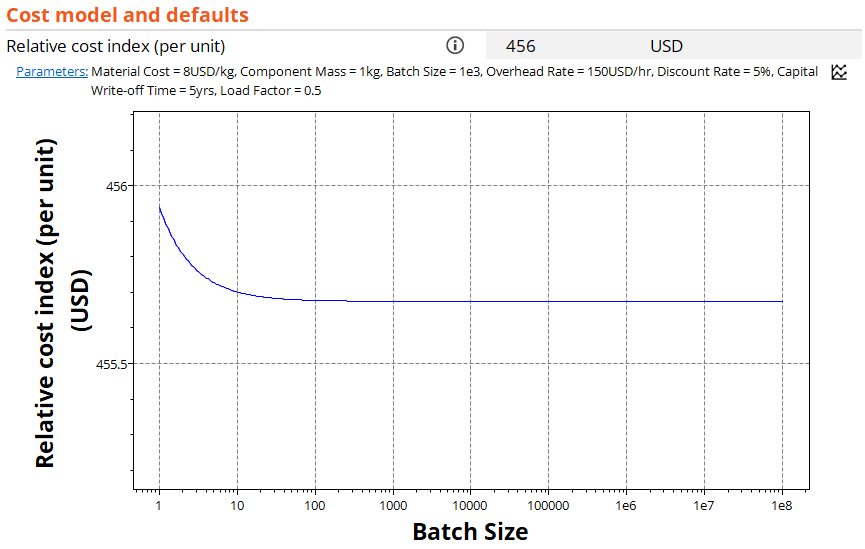 Cost model and defaults
Relative cost index (per unit) 456 USD
Parameters: Material Cost = 8USD/kg, Component Mass = 1kg, Batch Size = 1e3, Overhead Rate = 150USD/hr, Discount Rate = 5%, Capital
Write-off Time = 5yrs, Load Factor = 0.5
Relative cost index (per unit)
(USD)
456
455.5
1 10 100 1000 10000 100000 1e6 1e7 1e8
Batch Size